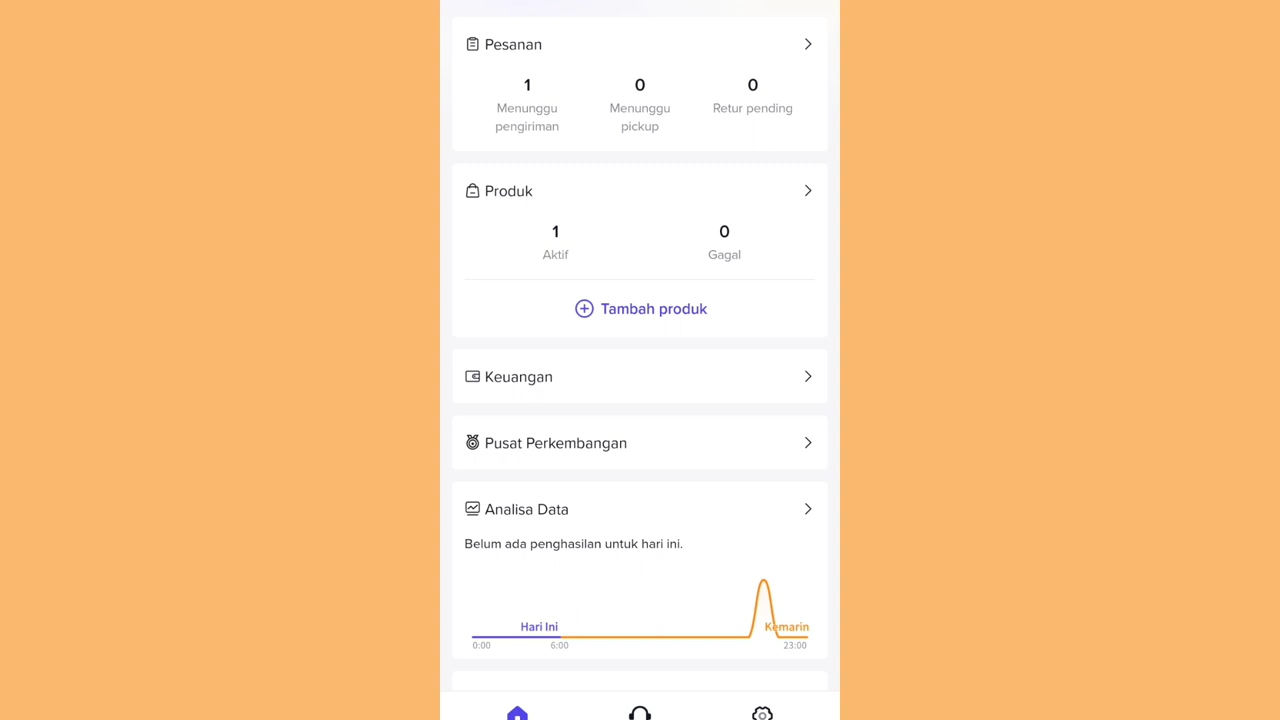 Pesanan
1
0
0
Menunggu
pengiriman
Menunggu
pickup
Retur pending
Produk
1
0
Aktif
Gagal
Tambah produk
Keuangan
Pusat Perkembangan
Analisa Data
Belum ada penghasilan untuk hari ini.
Hari Ini
Kemarin
0:00
6:00
23:00